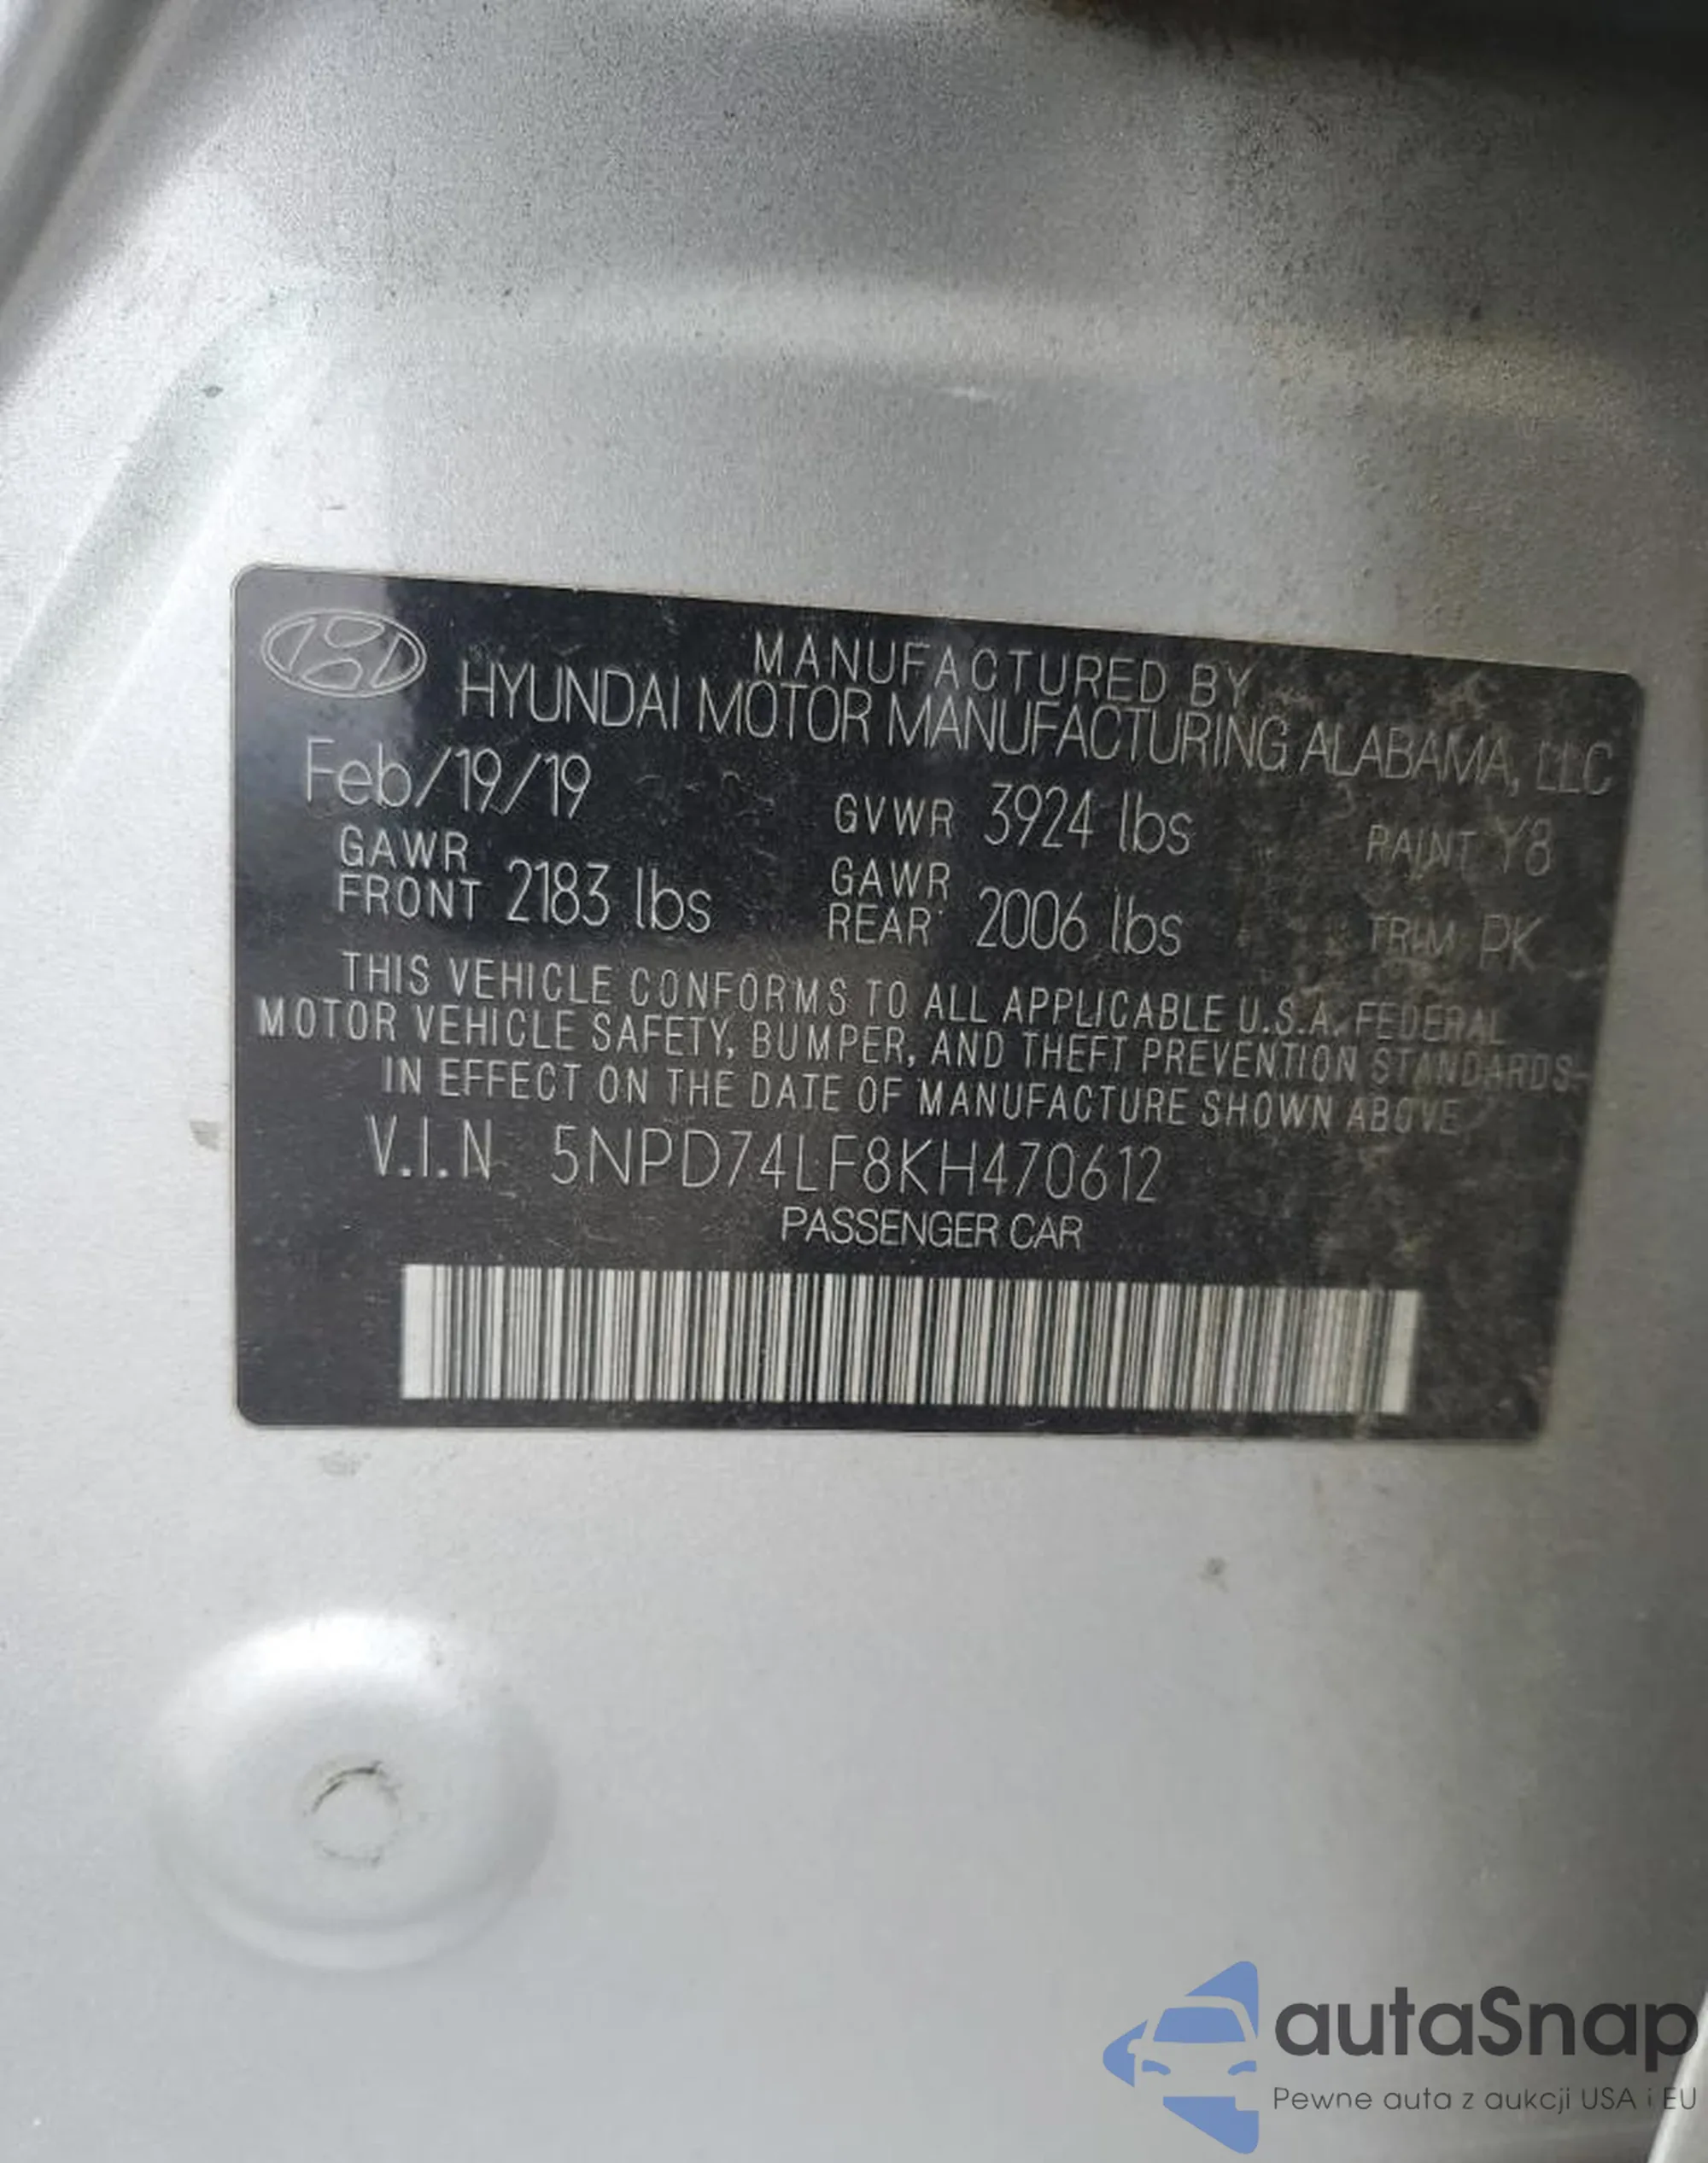 MANUFACTURED BY
HYUNDAI MOTOR MANUFACTURING ALABAMA, LLC
Feb/19/19 GVWR 3924 lbs PAINT Y8
GAWR FRONT 2183 lbs GAWR REAR 2006 lbs TRIM PK
THIS VEHICLE CONFORMS TO ALL APPLICABLE U.S.A. FEDERAL
MOTOR VEHICLE SAFETY, BUMPER, AND THEFT PREVENTION STANDARDS
IN EFFECT ON THE DATE OF MANUFACTURE SHOWN ABOVE
V.I.N 5NPD74LF8KH470612
PASSENGER CAR
autaSnap
Pewne auta z aukcji USA i EU